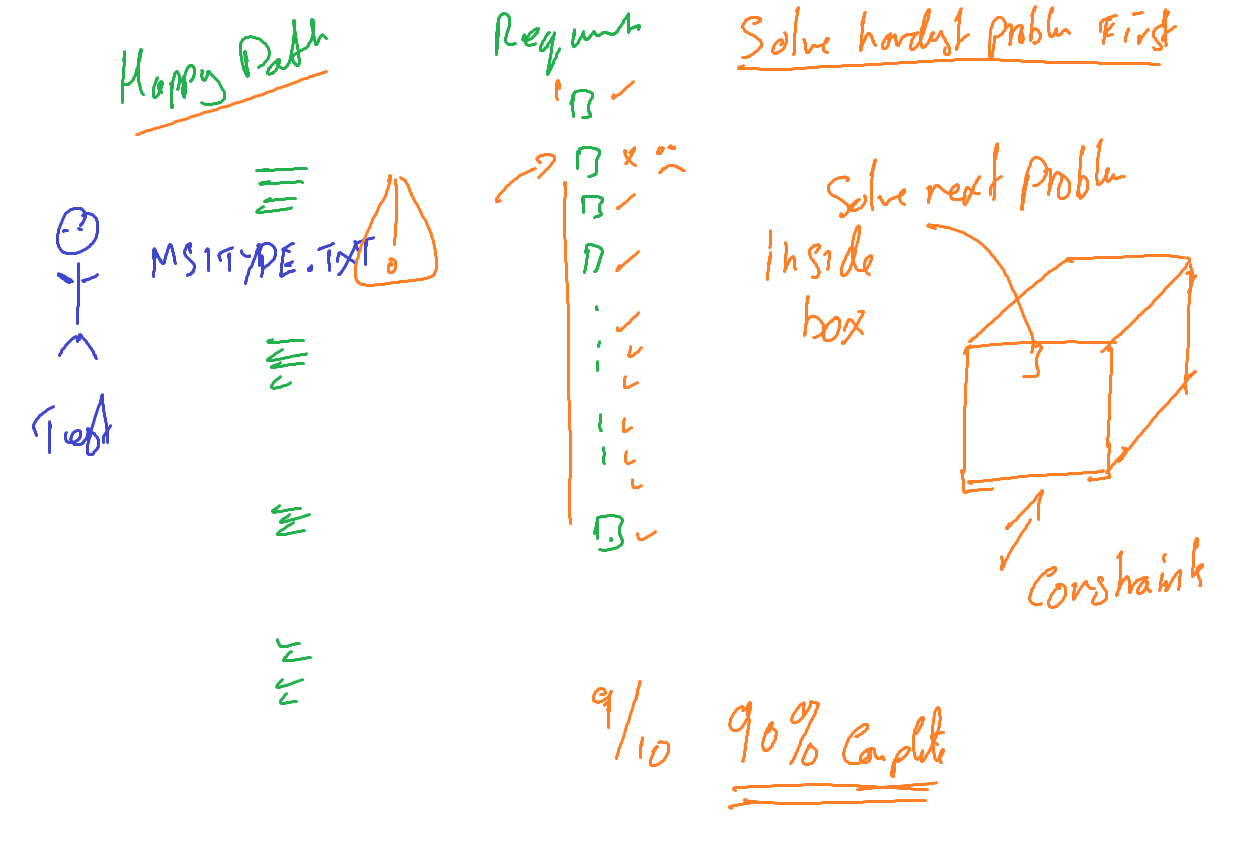 Happy Path
MSITYPE.TXT
Test
Solve hardest problem First
Solve next Problem
Inside
box
Constraints
9/10
90% Complete